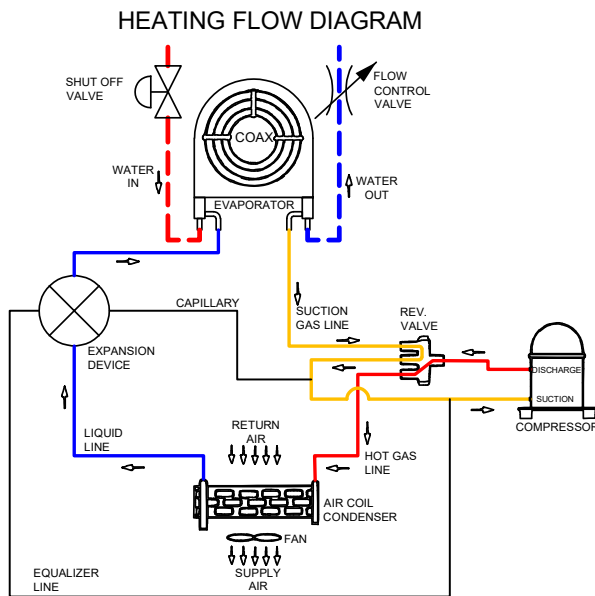 HEATING FLOW DIAGRAM
SHUT OFF
VALVE
FLOW
CONTROL
VALVE
COAX
WATER
IN
WATER
OUT
EVAPORATOR
CAPILLARY
SUCTION
GAS LINE
REV.
VALVE
EXPANSION
DEVICE
DISCHARGE
SUCTION
COMPRESSOR
LIQUID
LINE
RETURN
AIR
HOT GAS
LINE
AIR COIL
CONDENSER
FAN
EQUALIZER
LINE
SUPPLY
AIR